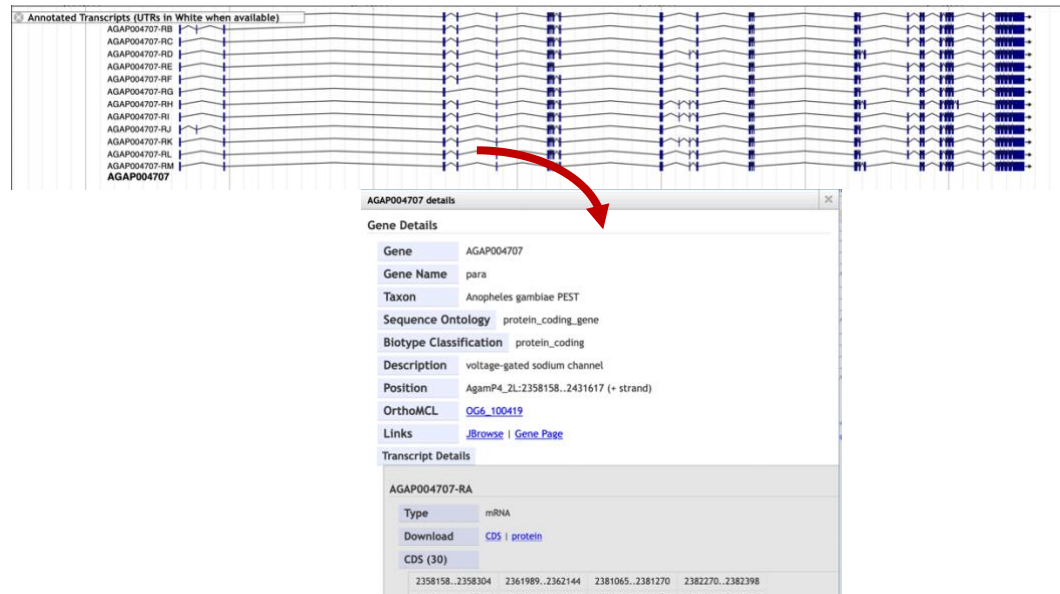 Annotated Transcripts (UTRs in White when available)
AGAP004707-RB
AGAP004707-RC
AGAP004707-RD
AGAP004707-RE
AGAP004707-RF
AGAP004707-RG
AGAP004707-RH
AGAP004707-RI
AGAP004707-RJ
AGAP004707-RK
AGAP004707-RL
AGAP004707-RM
AGAP004707
AGAP004707 details
Gene Details
Gene AGAP004707
Gene Name para
Taxon Anopheles gambiae PEST
Sequence Ontology protein_coding_gene
Biotype Classification protein_coding
Description voltage-gated sodium channel
Position AgamP4_2L:2358158..2431617 (+ strand)
OrthoMCL OG6_100419
Links JBrowse | Gene Page
Transcript Details
AGAP004707-RA
Type mRNA
Download CDS | protein
CDS (30)
2358158..2358304 2361989..2362144 2381065..2381270 2382270..2382398